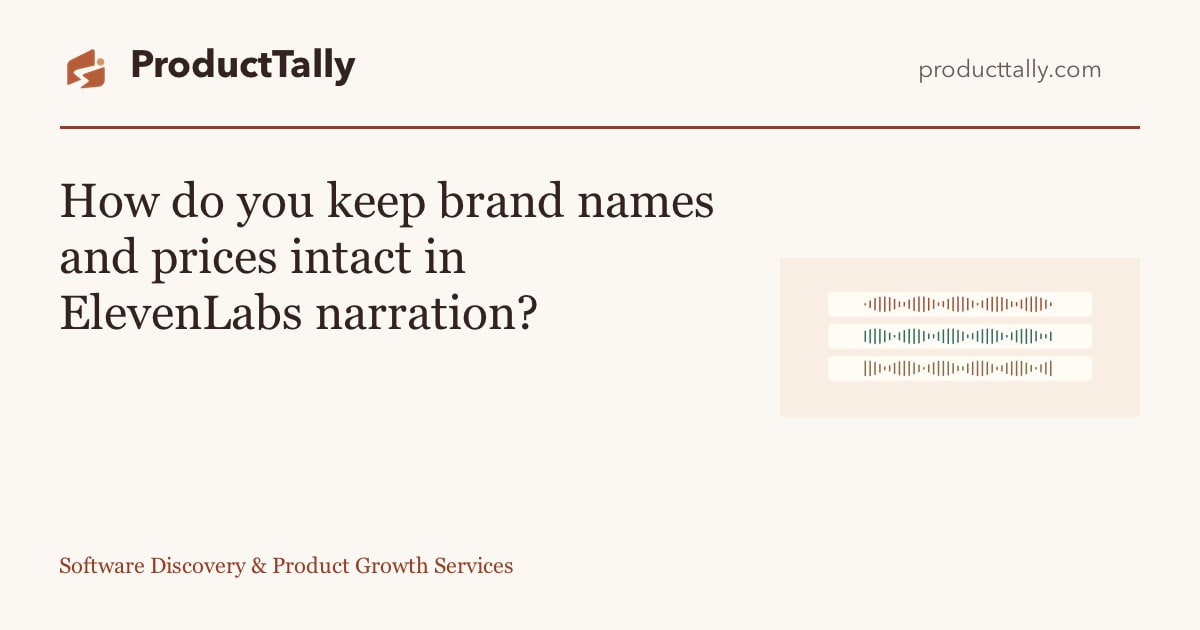 ProductTally
producttally.com
How do you keep brand names
and prices intact in
ElevenLabs narration?
Software Discovery & Product Growth Services